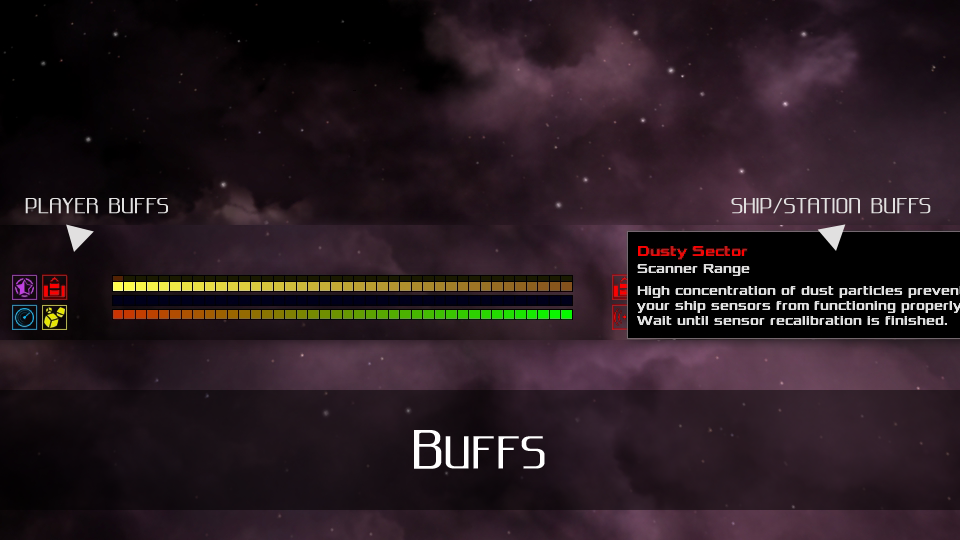 PLAYER BUFFS
SHIP/STATION BUFFS
Dusty Sector
Scanner Range
High concentration of dust particles prevent
your ship sensors from functioning properly
Wait until sensor recalibration is finished.
BUFFS